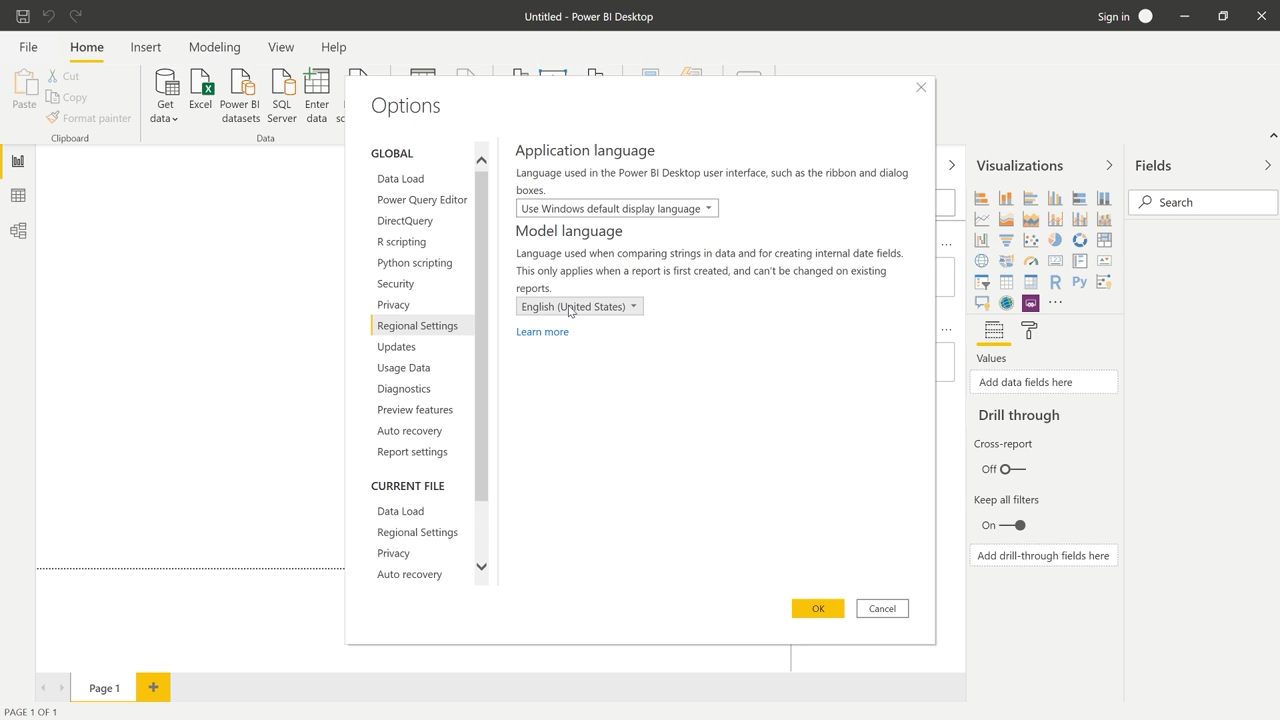 Untitled - Power BI Desktop
Sign in
File
Home
Insert
Modeling
View
Help
Paste
Cut
Copy
Format painter
Clipboard
Get
data
Excel
Power BI
datasets
SQL
Server
Enter
data
Data
Options
GLOBAL
Data Load
Power Query Editor
DirectQuery
R scripting
Python scripting
Security
Privacy
Regional Settings
Updates
Usage Data
Diagnostics
Preview features
Auto recovery
Report settings
CURRENT FILE
Data Load
Regional Settings
Privacy
Auto recovery
Application language
Language used in the Power BI Desktop user interface, such as the ribbon and dialog
boxes.
Use Windows default display language
Model language
Language used when comparing strings in data and for creating internal date fields.
This only applies when a report is first created, and can't be changed on existing
reports.
English (United States)
Learn more
OK
Cancel
Visualizations
R
Py
Values
Add data fields here
Drill through
Cross-report
Off
Keep all filters
On
Add drill-through fields here
Fields
Search
Page 1
PAGE 1 OF 1